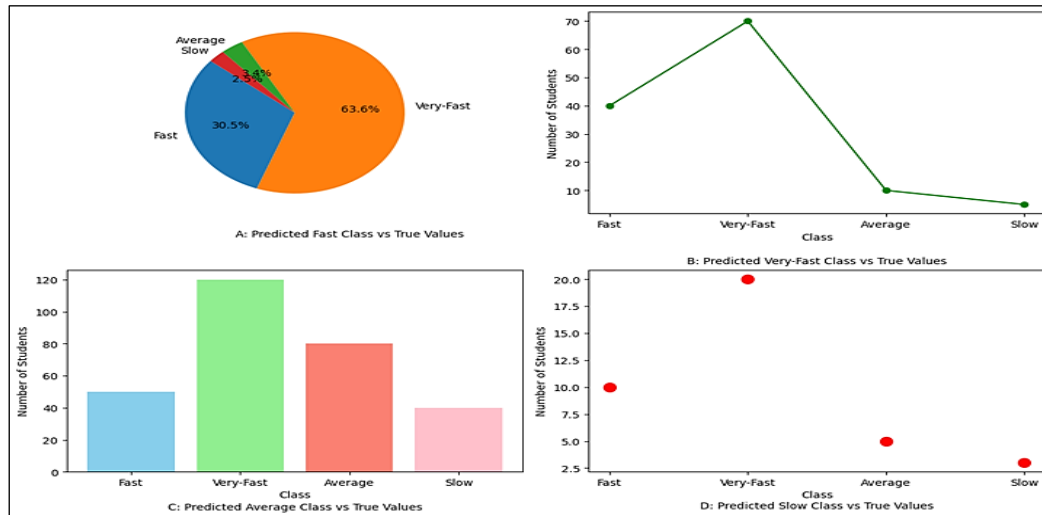 Average
Slow
3.4%
2.5%
63.6%
Very-Fast
30.5%
Fast
A: Predicted Fast Class vs True Values
Number of Students
70
60
50
40
30
20
10
Fast
Very-Fast
Average
Slow
Class
B: Predicted Very-Fast Class vs True Values
Number of Students
120
100
80
60
40
20
0
Fast
Very-Fast
Average
Slow
Class
C: Predicted Average Class vs True Values
Number of Students
20.0
17.5
15.0
12.5
10.0
7.5
5.0
2.5
Fast
Very-Fast
Average
Slow
Class
D: Predicted Slow Class vs True Values